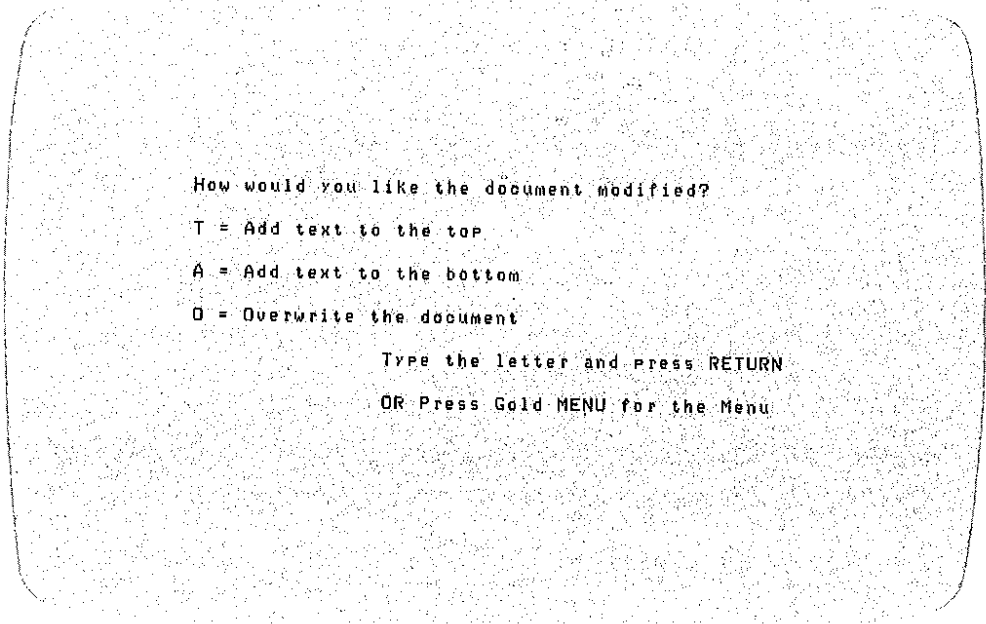 How would you like the document modified?
T = Add text to the top
A = Add text to the bottom
O = Overwrite the document
Type the letter and press RETURN
OR Press Gold MENU for the Menu